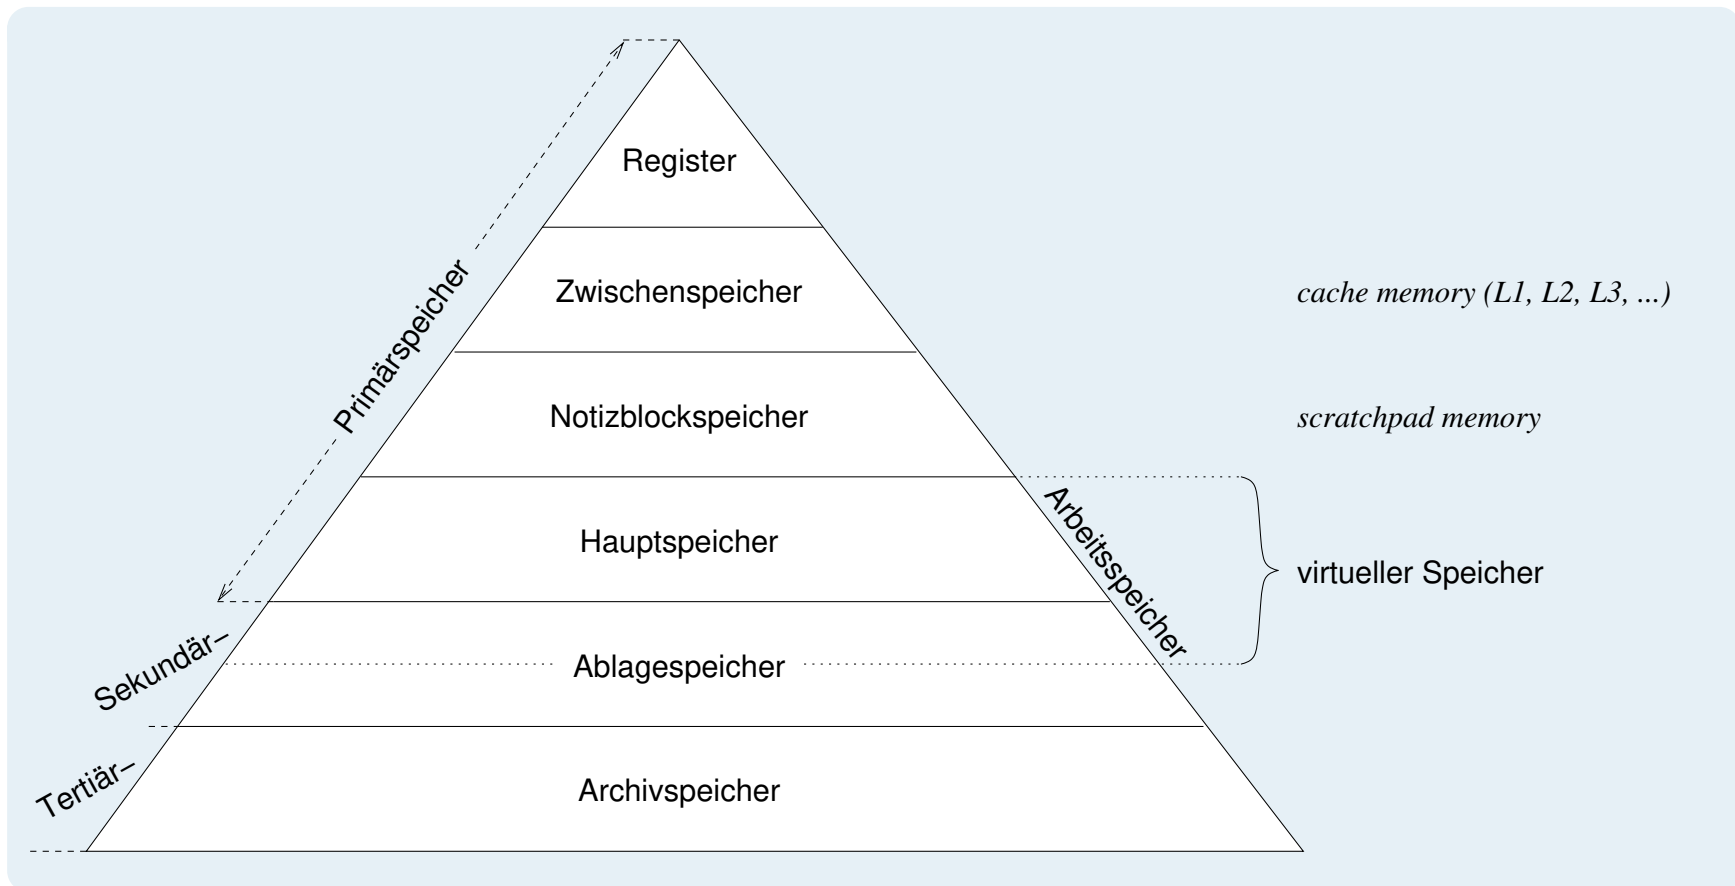 Register
Zwischenspeicher
cache memory (L1, L2, L3, ...)
Primärspeicher
Notizblockspeicher
scratchpad memory
Hauptspeicher
Arbeitsspeicher
virtueller Speicher
Sekundär–
Ablagespeicher
Tertiär–
Archivspeicher